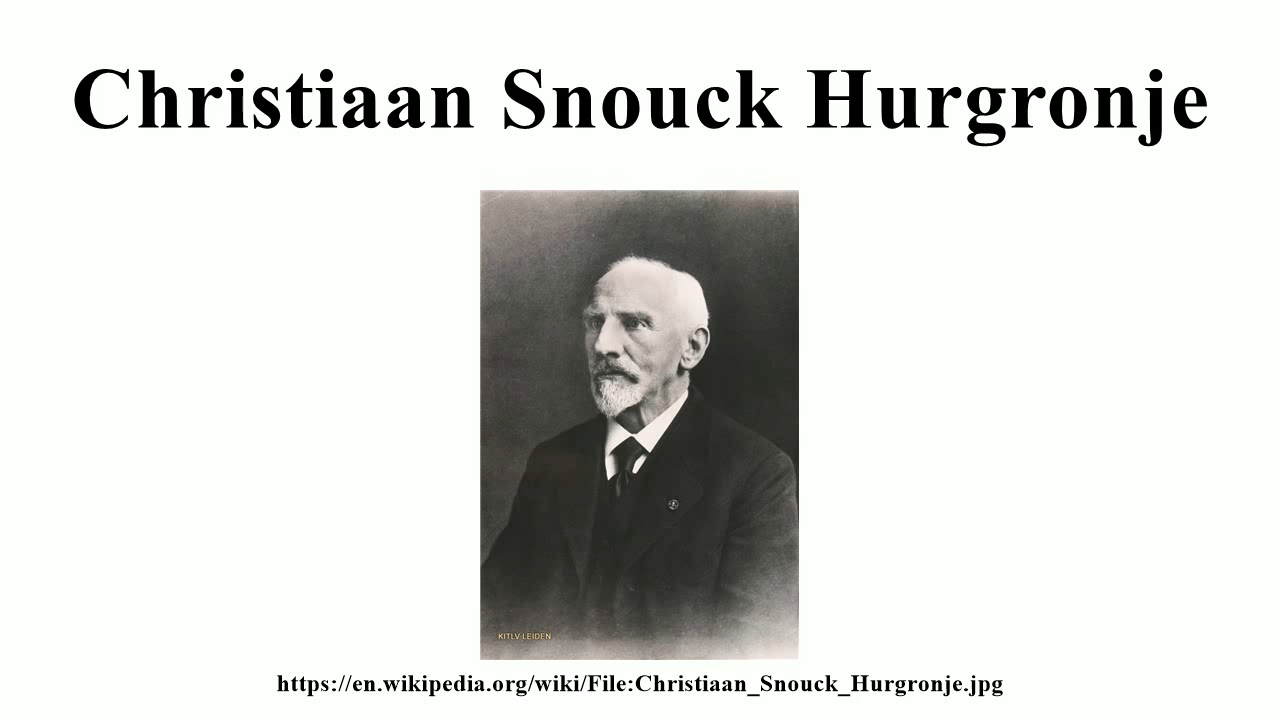 Christiaan Snouck Hurgronje
KITLV-LEIDEN
https://en.wikipedia.org/wiki/File:Christiaan_Snouck_Hurgronje.jpg